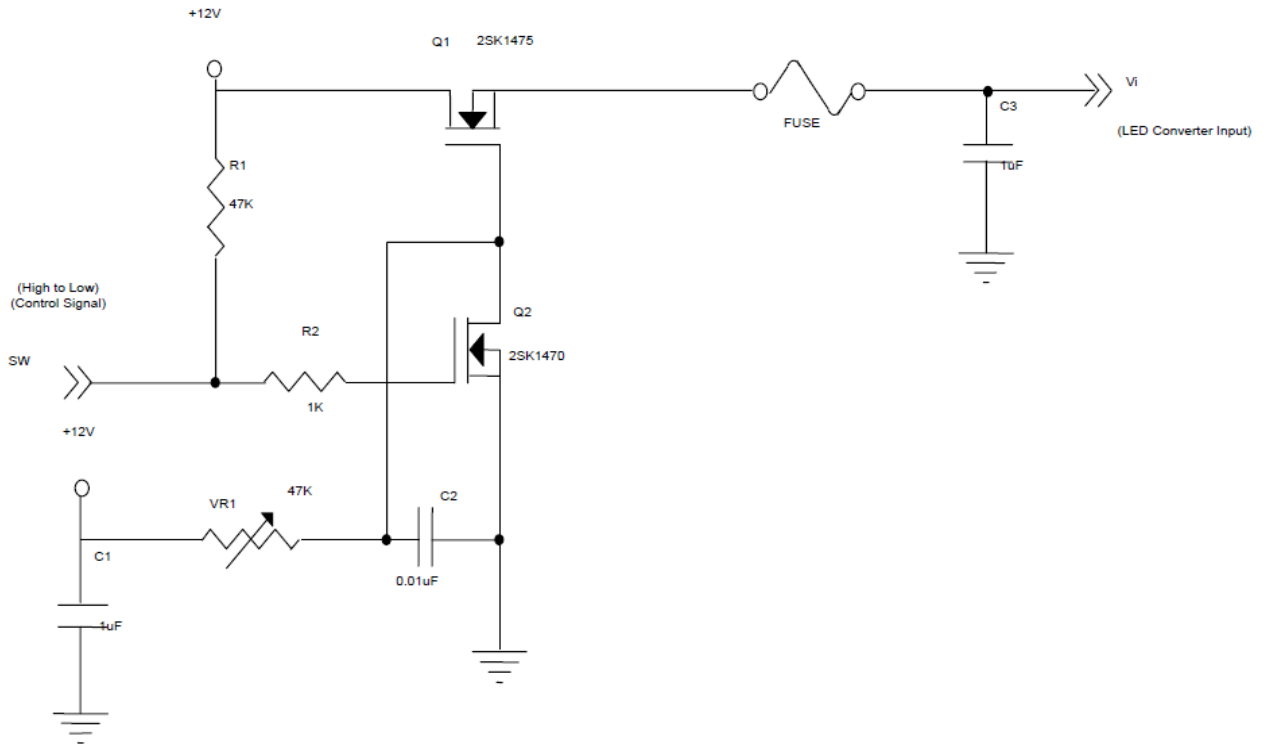 +12V
Q1
2SK1475
Vi
C3
FUSE
(LED Converter Input)
R1
1uF
47K
(High to Low)
(Control Signal)
Q2
R2
SW
2SK1470
1K
+12V
47K
C2
VR1
C1
0.01uF
1uF